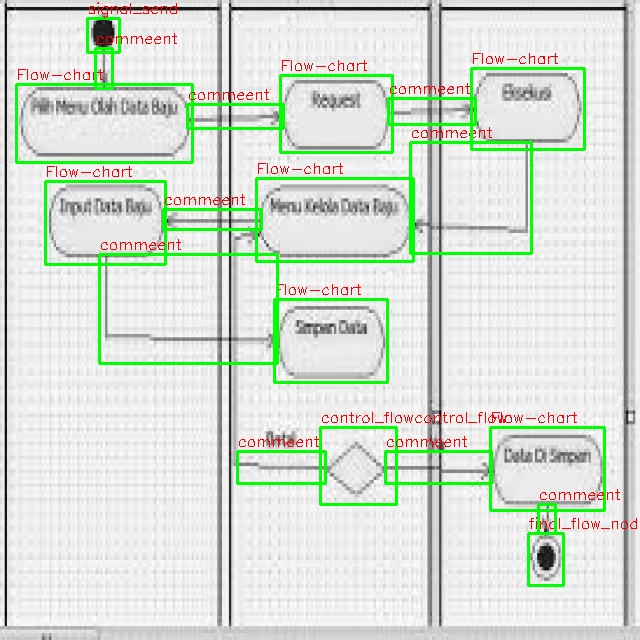 signal_send
commeent
Flow-chart
Pilih Menu Olah Data Baju
commeent
Flow-chart
Request
commeent
Flow-chart
Eksekusi
commeent
Flow-chart
Input Data Baju
commeent
Flow-chart
Menu Kelola Data Baju
commeent
Flow-chart
Simpan Data
control_flow
control_flow
Flow-chart
Batal
commeent
commeent
Data Di Simpan
commeent
final_flow_nod